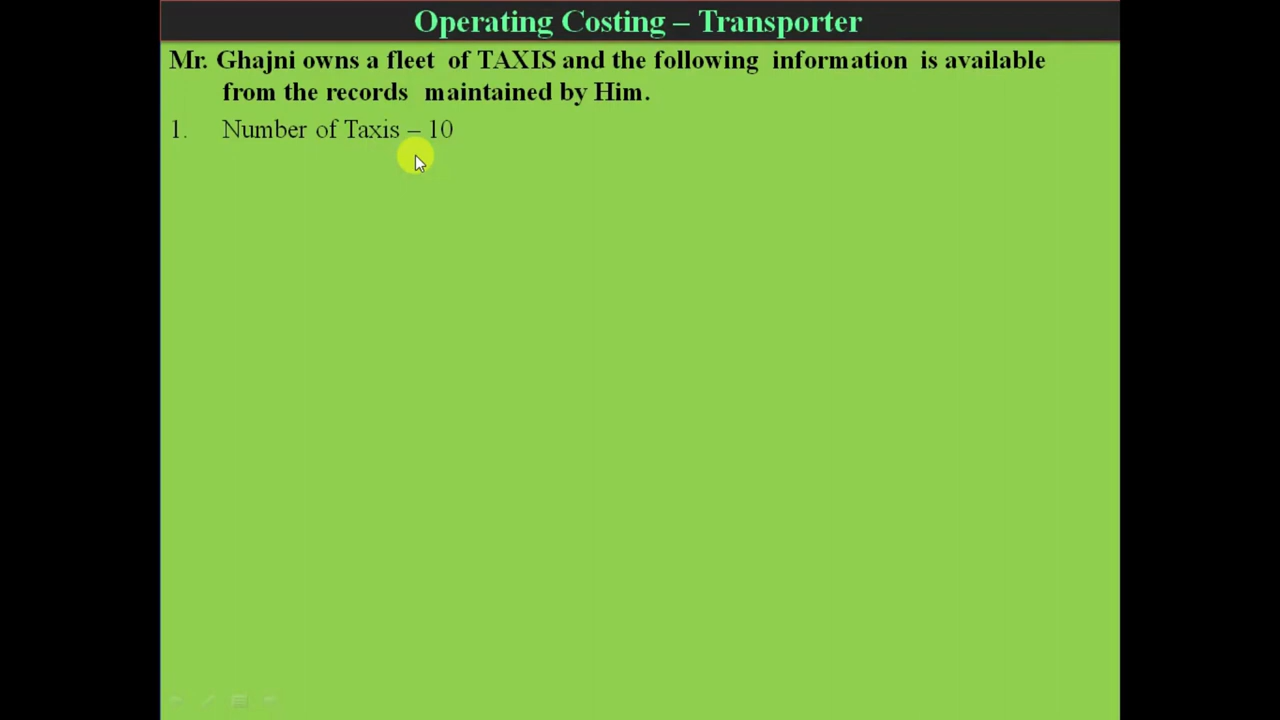 Operating Costing – Transporter
Mr. Ghajni owns a fleet of TAXIS and the following information is available
from the records maintained by Him.
1. Number of Taxis – 10